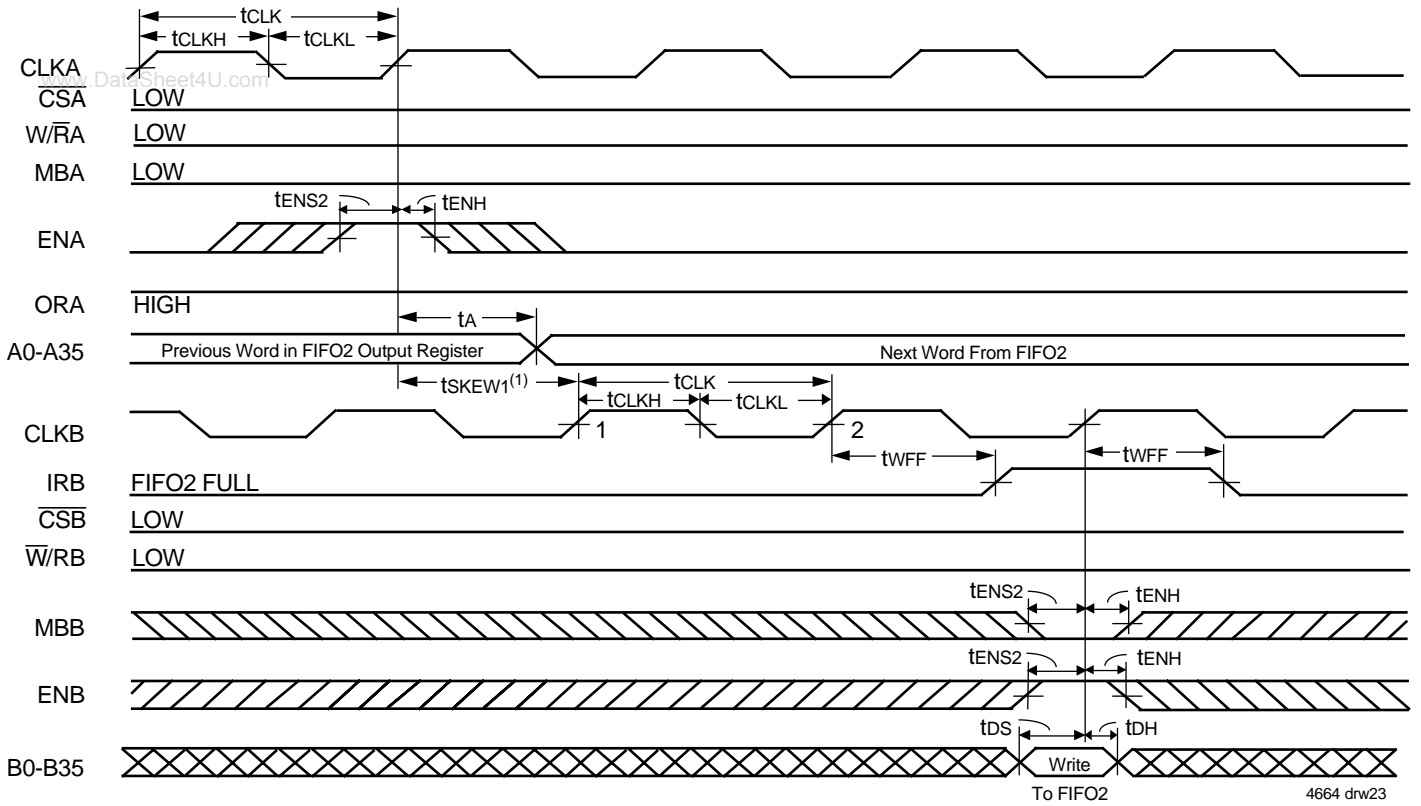 tCLK
tCLKH tCLKL
CLKA
www.DataSheet4U.com
CSA LOW
W/RA LOW
MBA LOW
tENS2 tENH
ENA
ORA HIGH
tA
A0-A35 Previous Word in FIFO2 Output Register Next Word From FIFO2
tSKEW1(1) tCLK
tCLKH tCLKL
CLKB 1 2
tWFF tWFF
IRB FIFO2 FULL
CSB LOW
W/RB LOW
tENS2 tENH
MBB
tENS2 tENH
ENB
tDS tDH
B0-B35 Write
To FIFO2 4664 drw23